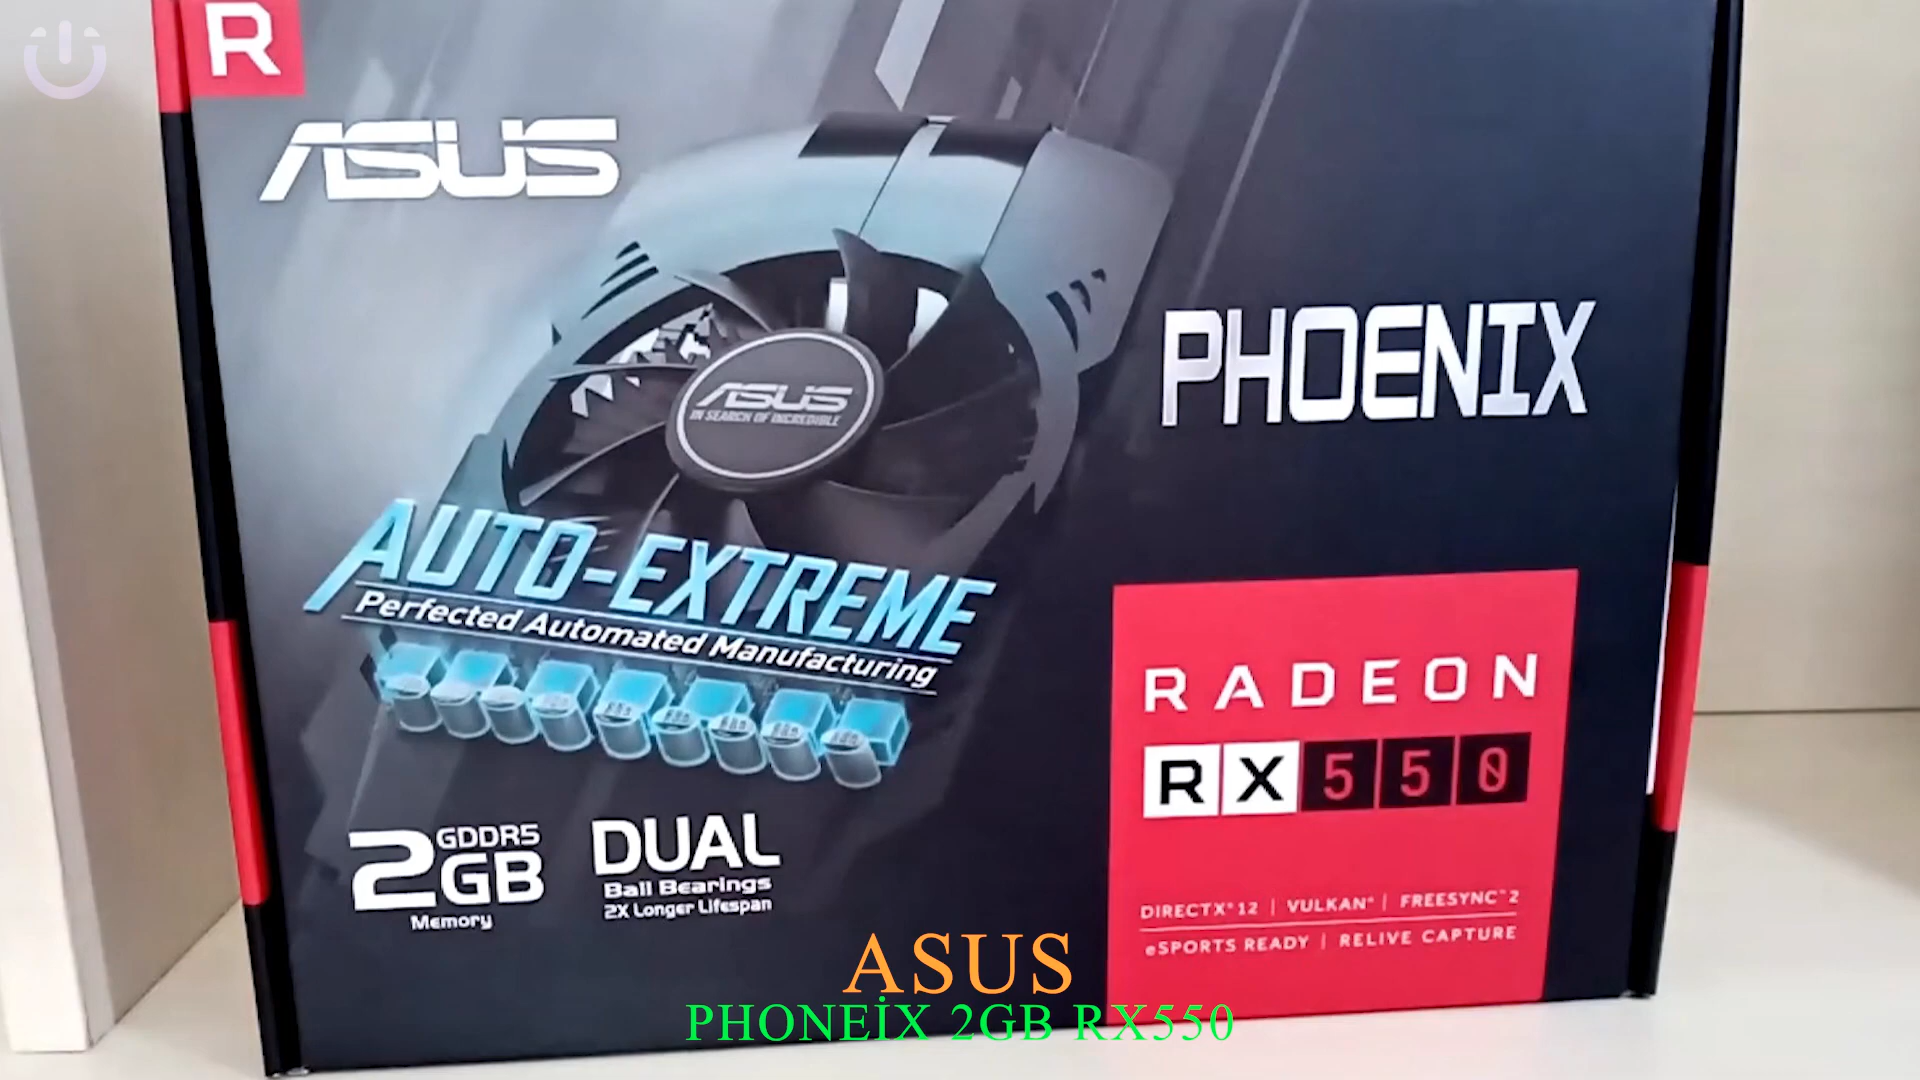 R
ASUS
PHOENIX
ASUS
IN SEARCH OF INCREDIBLE
AUTO-EXTREME
Perfected Automated Manufacturing
RADEON
RX 550
2GB GDDR5
Memory
DUAL
Ball Bearings
2X Longer Lifespan
DIRECTX® 12 | VULKAN® | FREESYNC™ 2
eSPORTS READY | RELIVE CAPTURE
ASUS
PHONEİX 2GB RX550